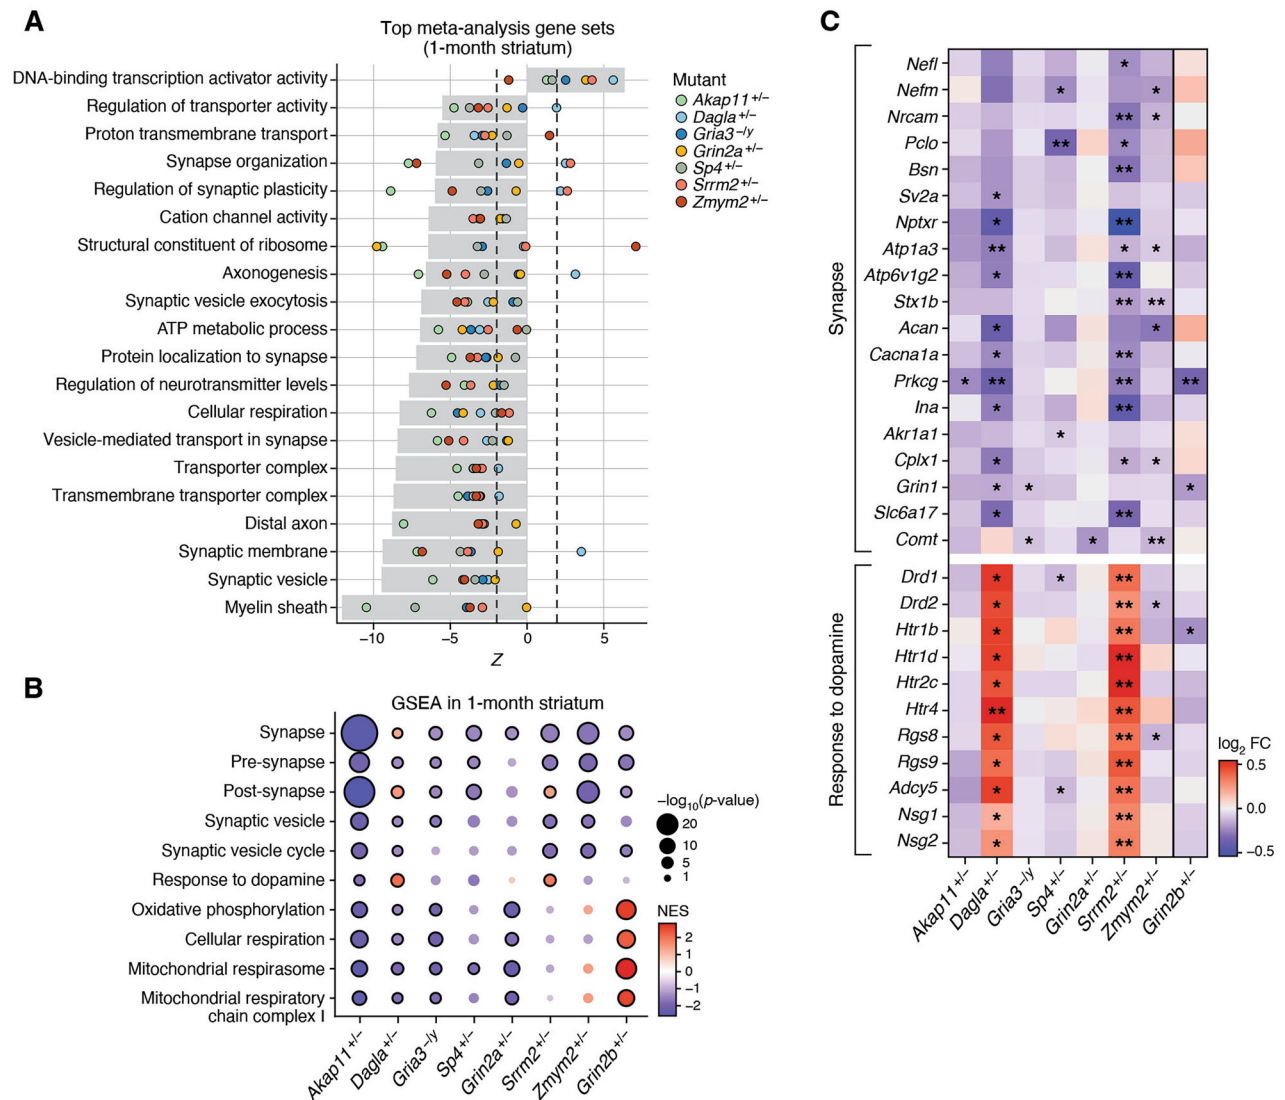 A
Top meta-analysis gene sets
(1-month striatum)
DNA-binding transcription activator activity
Regulation of transporter activity
Proton transmembrane transport
Synapse organization
Regulation of synaptic plasticity
Cation channel activity
Structural constituent of ribosome
Axonogenesis
Synaptic vesicle exocytosis
ATP metabolic process
Protein localization to synapse
Regulation of neurotransmitter levels
Cellular respiration
Vesicle-mediated transport in synapse
Transporter complex
Transmembrane transporter complex
Distal axon
Synaptic membrane
Synaptic vesicle
Myelin sheath
−10 −5 0 5
Z
Mutant
Akap11+/−
Dagla+/−
Gria3−/y
Grin2a+/−
Sp4+/−
Srrm2+/−
Zmym2+/−
B
GSEA in 1-month striatum
Synapse
Pre-synapse
Post-synapse
Synaptic vesicle
Synaptic vesicle cycle
Response to dopamine
Oxidative phosphorylation
Cellular respiration
Mitochondrial respirasome
Mitochondrial respiratory
chain complex I
Akap11+/−
Dagla+/−
Gria3−/y
Sp4+/−
Grin2a+/−
Srrm2+/−
Zmym2+/−
Grin2b+/−
−log10(p-value)
20
10
5
1
NES
2
1
0
−1
−2
C
Synapse
Nefl *
Nefm * *
Nrcam ** *
Pclo ** *
Bsn **
Sv2a *
Nptxr * **
Atp1a3 ** * *
Atp6v1g2 * **
Stx1b ** **
Acan * *
Cacna1a * **
Prkcg * ** ** **
Ina * **
Akr1a1 *
Cplx1 * * *
Grin1 * * *
Slc6a17 * **
Comt * * **
Response to dopamine
Drd1 * * **
Drd2 * ** *
Htr1b * ** *
Htr1d * **
Htr2c * **
Htr4 ** **
Rgs8 * ** *
Rgs9 * **
Adcy5 * * **
Nsg1 * **
Nsg2 * **
Akap11+/−
Dagla+/−
Gria3−/y
Sp4+/−
Grin2a+/−
Srrm2+/−
Zmym2+/−
Grin2b+/−
log2 FC
0.5
0.0
−0.5